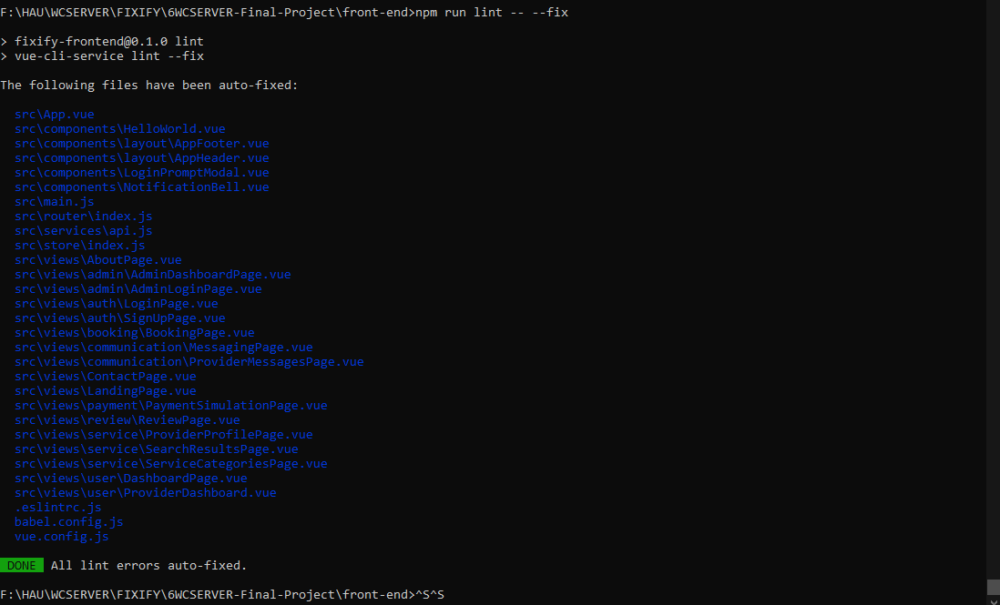 F:\HAU\WCSERVER\FIXIFY\6WCSERVER-Final-Project\front-end>npm run lint -- --fix
> fixify-frontend@0.1.0 lint
> vue-cli-service lint --fix
The following files have been auto-fixed:
src\App.vue
src\components\HelloWorld.vue
src\components\layout\AppFooter.vue
src\components\layout\AppHeader.vue
src\components\LoginPromptModal.vue
src\components\NotificationBell.vue
src\main.js
src\router\index.js
src\services\api.js
src\store\index.js
src\views\AboutPage.vue
src\views\admin\AdminDashboardPage.vue
src\views\admin\AdminLoginPage.vue
src\views\auth\LoginPage.vue
src\views\auth\SignUpPage.vue
src\views\booking\BookingPage.vue
src\views\communication\MessagingPage.vue
src\views\communication\ProviderMessagesPage.vue
src\views\ContactPage.vue
src\views\LandingPage.vue
src\views\payment\PaymentSimulationPage.vue
src\views\review\ReviewPage.vue
src\views\service\ProviderProfilePage.vue
src\views\service\SearchResultsPage.vue
src\views\service\ServiceCategoriesPage.vue
src\views\user\DashboardPage.vue
src\views\user\ProviderDashboard.vue
.eslintrc.js
babel.config.js
vue.config.js
DONE All lint errors auto-fixed.
F:\HAU\WCSERVER\FIXIFY\6WCSERVER-Final-Project\front-end>^S^S